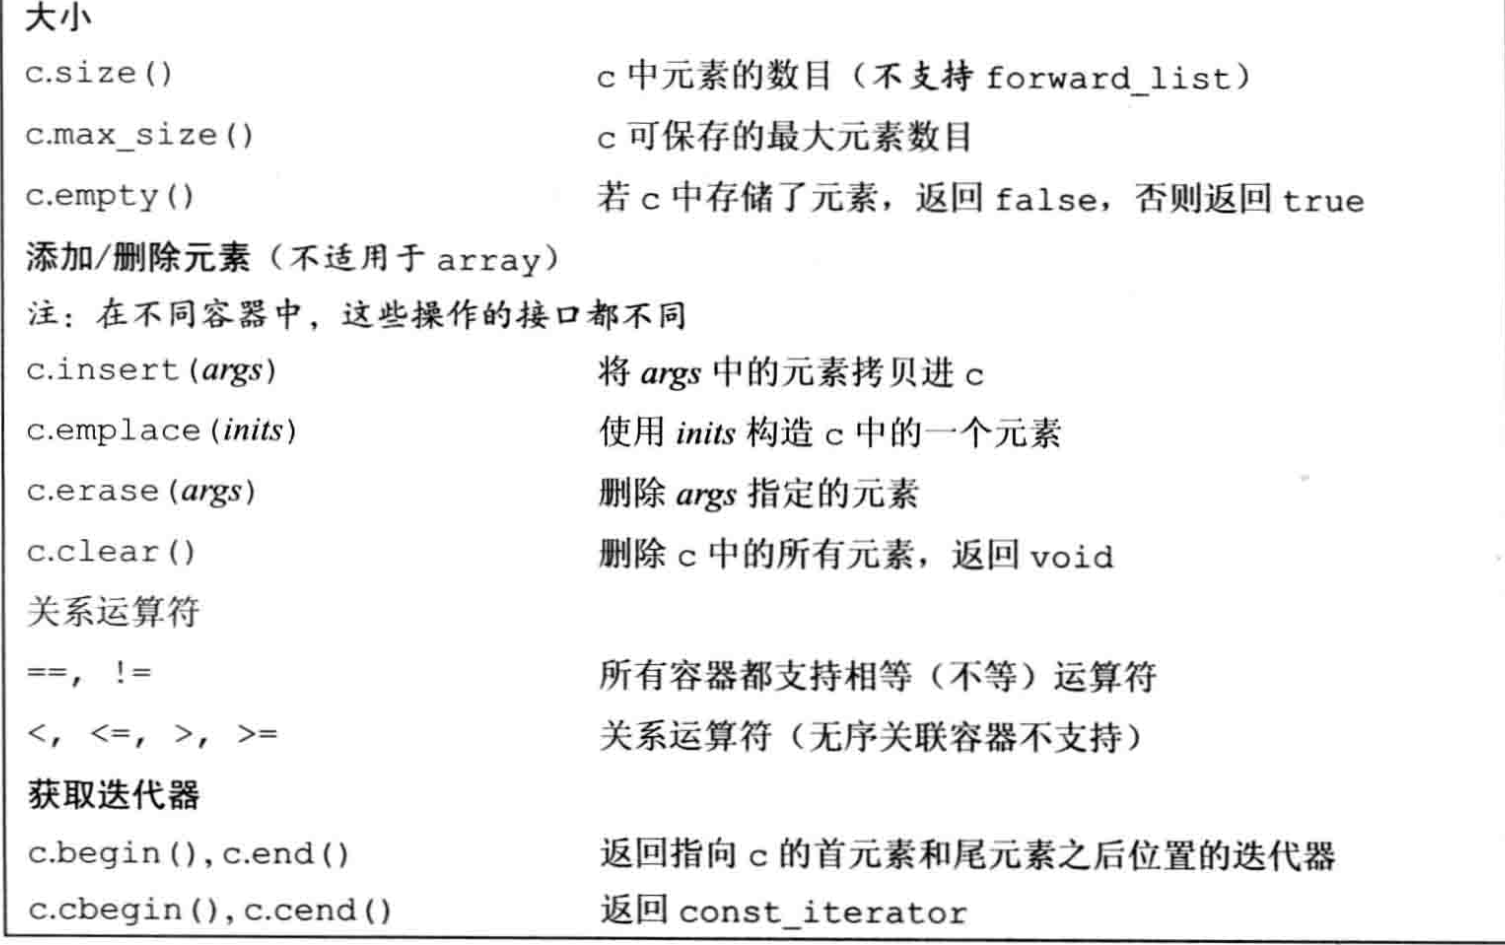 大小
c.size() c 中元素的数目（不支持 forward_list）
c.max_size() c 可保存的最大元素数目
c.empty() 若 c 中存储了元素，返回 false，否则返回 true
添加/删除元素（不适用于 array）
注：在不同容器中，这些操作的接口都不同
c.insert(args) 将 args 中的元素拷贝进 c
c.emplace(inits) 使用 inits 构造 c 中的一个元素
c.erase(args) 删除 args 指定的元素
c.clear() 删除 c 中的所有元素，返回 void
关系运算符
==, != 所有容器都支持相等（不等）运算符
<, <=, >, >= 关系运算符（无序关联容器不支持）
获取迭代器
c.begin(),c.end() 返回指向 c 的首元素和尾元素之后位置的迭代器
c.cbegin(),c.cend() 返回 const_iterator